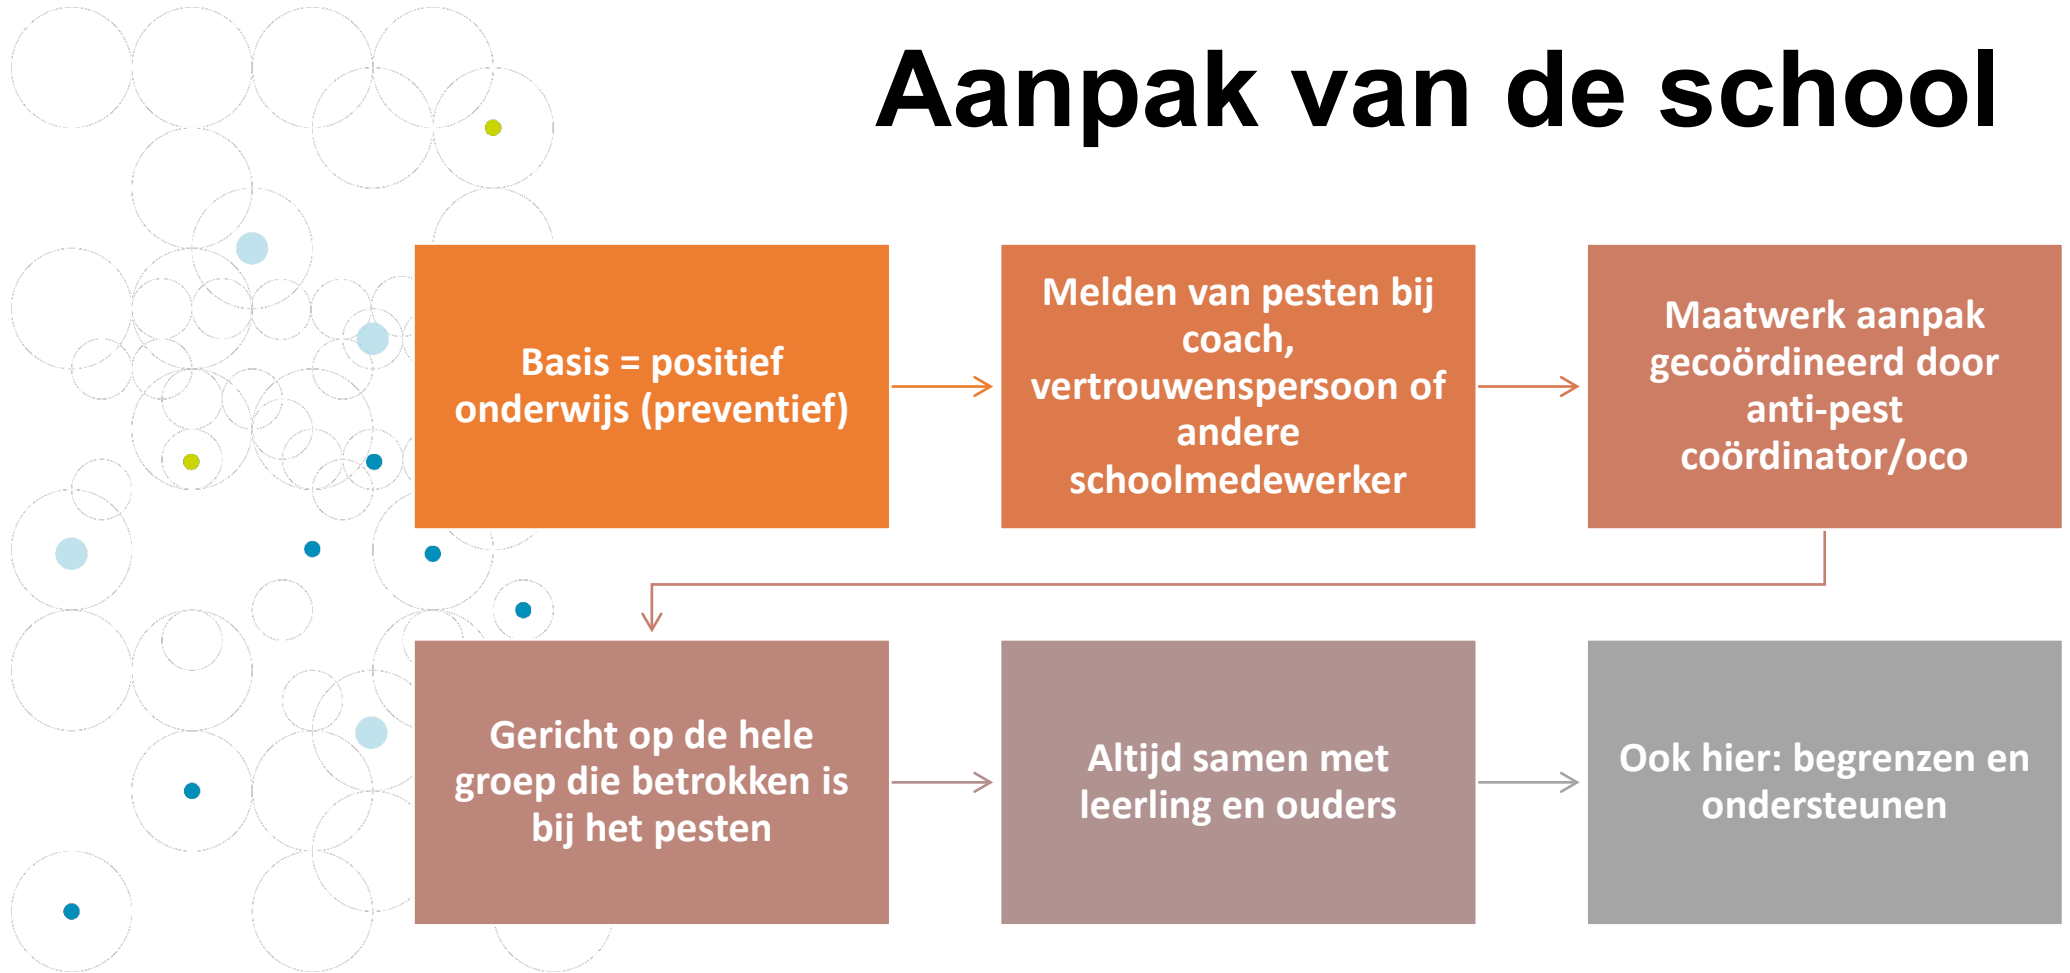 Aanpak van de school
Basis = positief
onderwijs (preventief)
Melden van pesten bij
coach,
vertrouwenspersoon of
andere
schoolmedewerker
Maatwerk aanpak
gecoördineerd door
anti-pest
coördinator/oco
Gericht op de hele
groep die betrokken is
bij het pesten
Altijd samen met
leerling en ouders
Ook hier: begrenzen en
ondersteunen